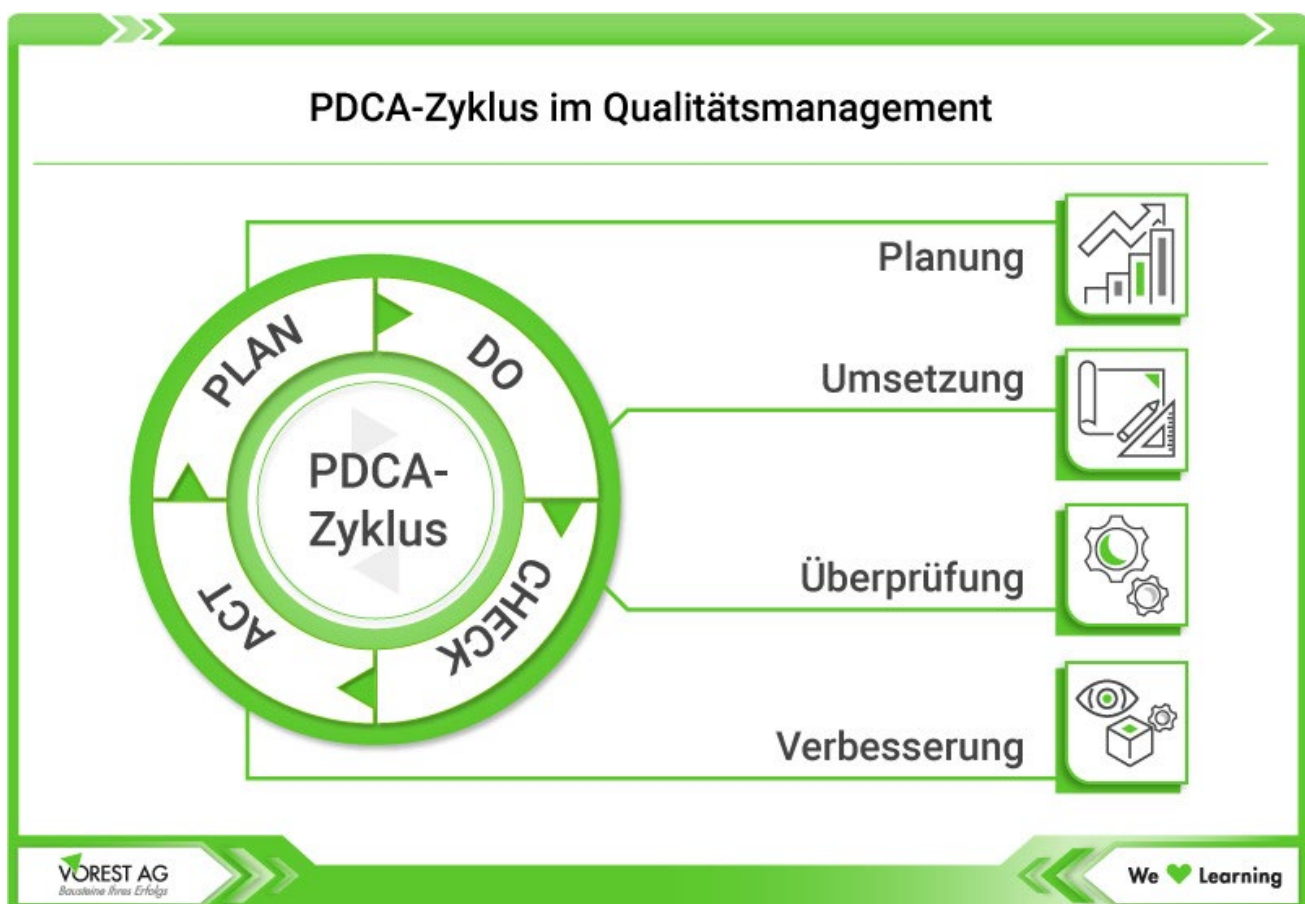 PDCA-Zyklus im Qualitätsmanagement
Planung
PLAN
DO
Umsetzung
PDCA-
Zyklus
Überprüfung
ACT
CHECK
Verbesserung
VOREST AG
Bausteine Ihres Erfolgs
We Learning